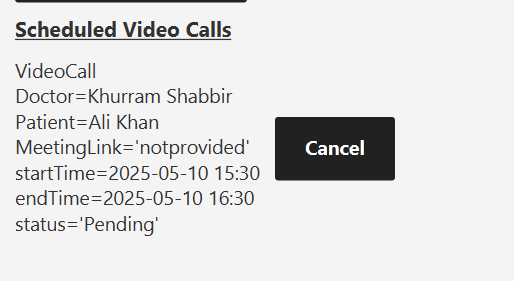 Scheduled Video Calls
VideoCall
Doctor=Khurram Shabbir
Patient=Ali Khan
MeetingLink='notprovided'
startTime=2025-05-10 15:30
endTime=2025-05-10 16:30
status='Pending'
Cancel